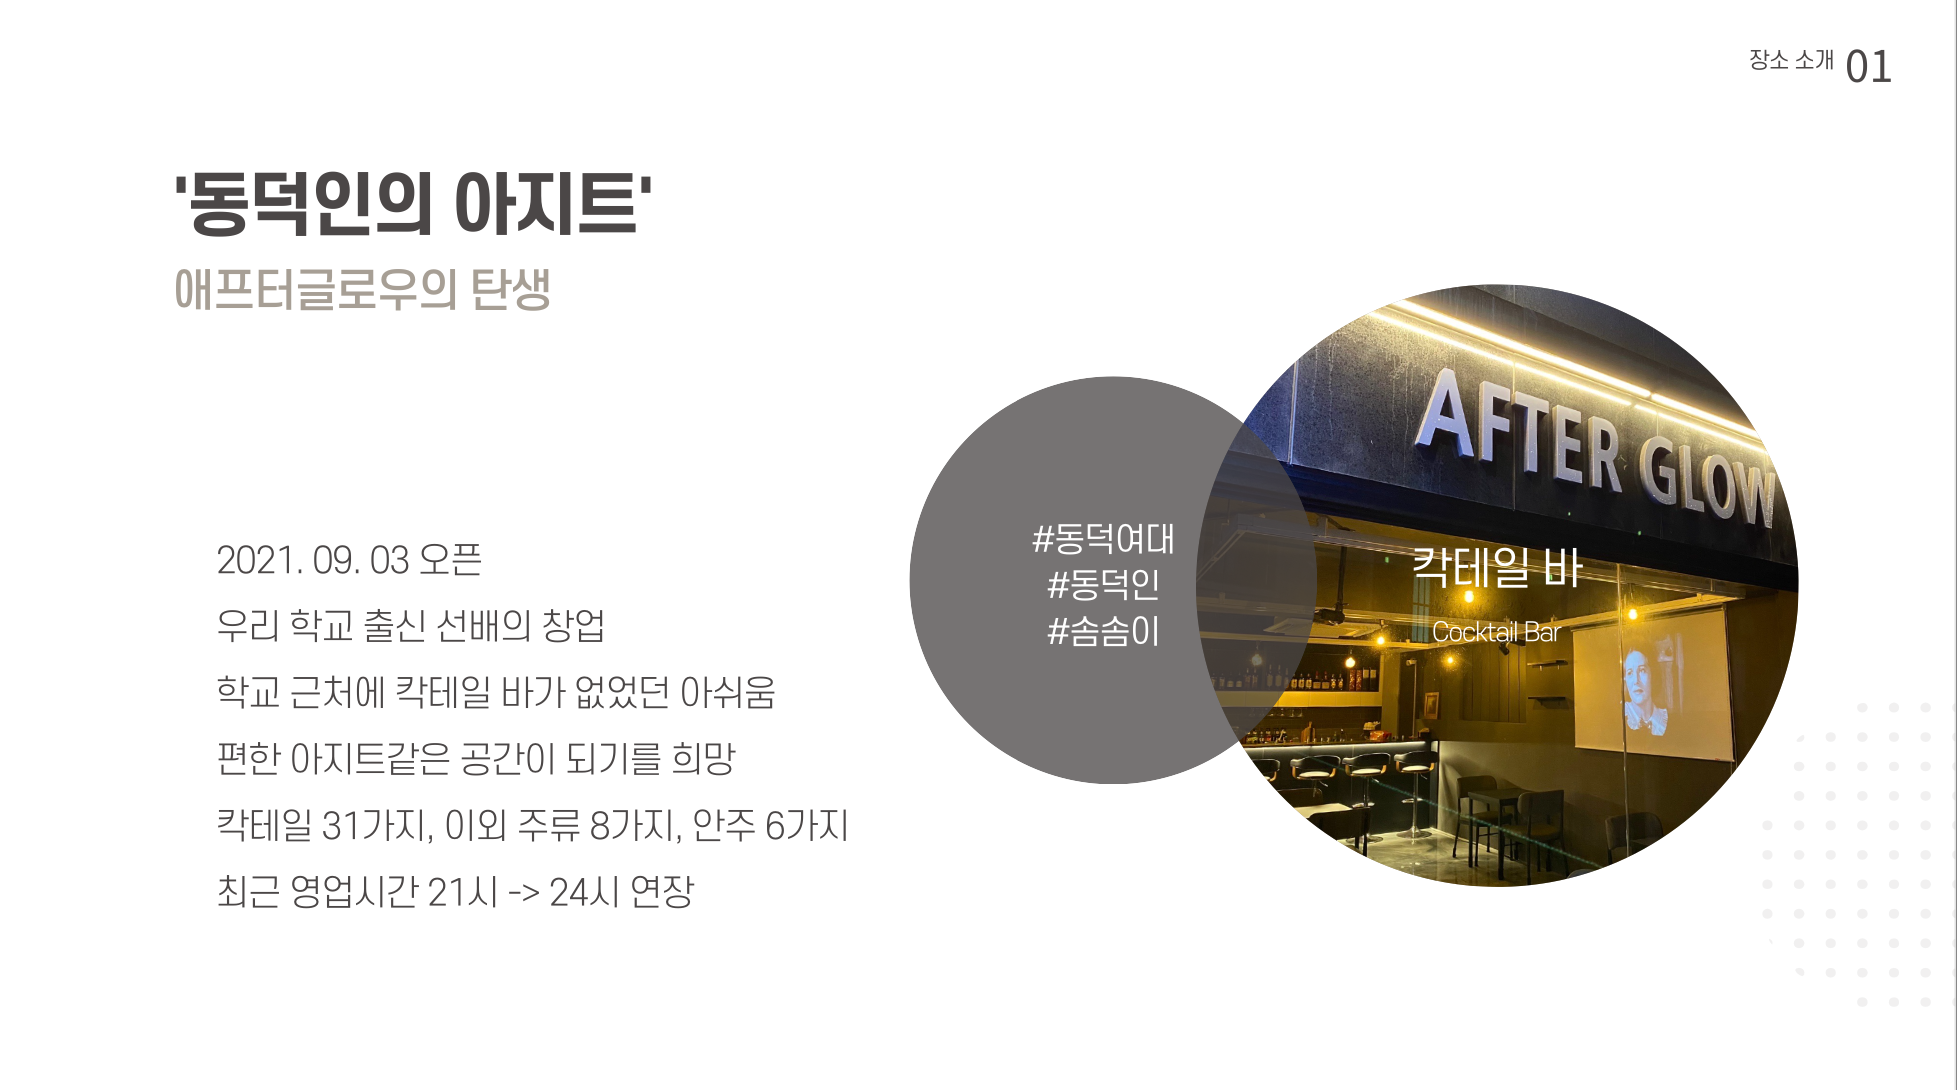 장소 소개 01
'동덕인의 아지트'
애프터글로우의 탄생
2021. 09. 03 오픈
우리 학교 출신 선배의 창업
학교 근처에 칵테일 바가 없었던 아쉬움
편한 아지트같은 공간이 되기를 희망
칵테일 31가지, 이외 주류 8가지, 안주 6가지
최근 영업시간 21시 -> 24시 연장
#동덕여대
#동덕인
#솜솜이
AFTER GLOW
칵테일 바
Cocktail Bar